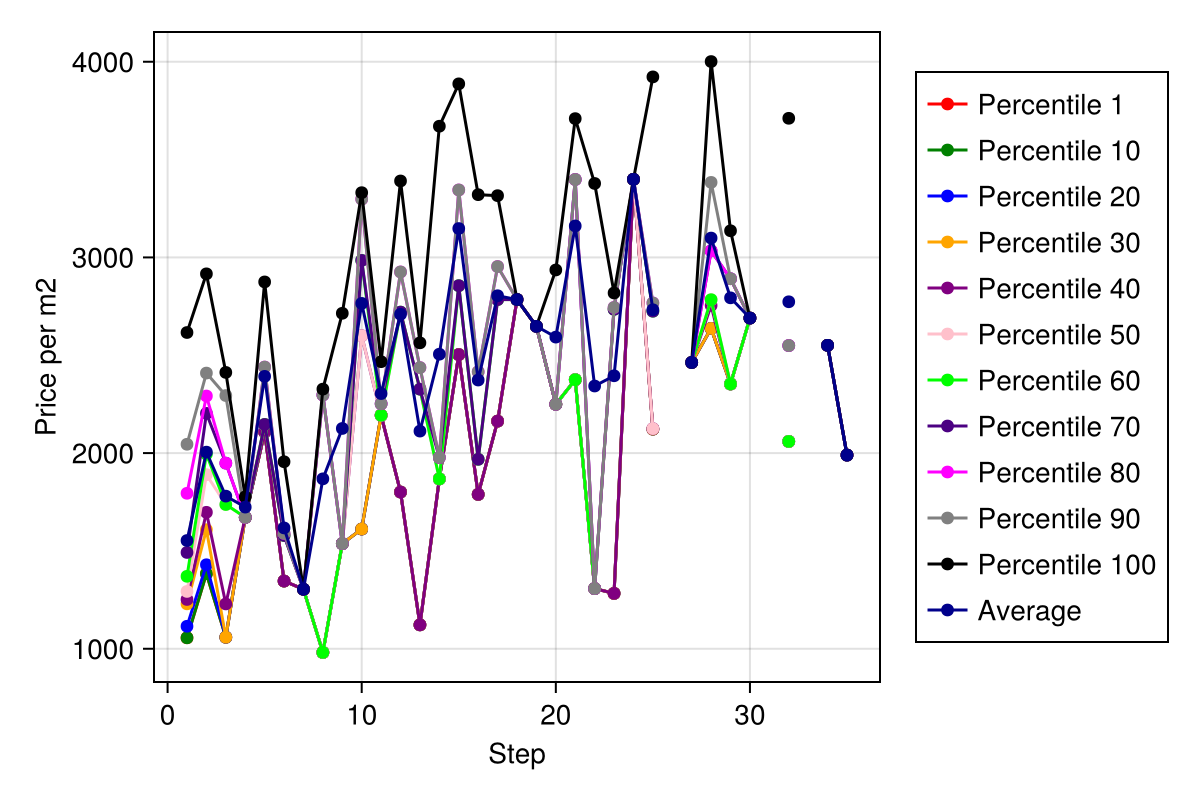 4000
3000
2000
1000
Price per m2
0 10 20 30
Step
Percentile 1
Percentile 10
Percentile 20
Percentile 30
Percentile 40
Percentile 50
Percentile 60
Percentile 70
Percentile 80
Percentile 90
Percentile 100
Average